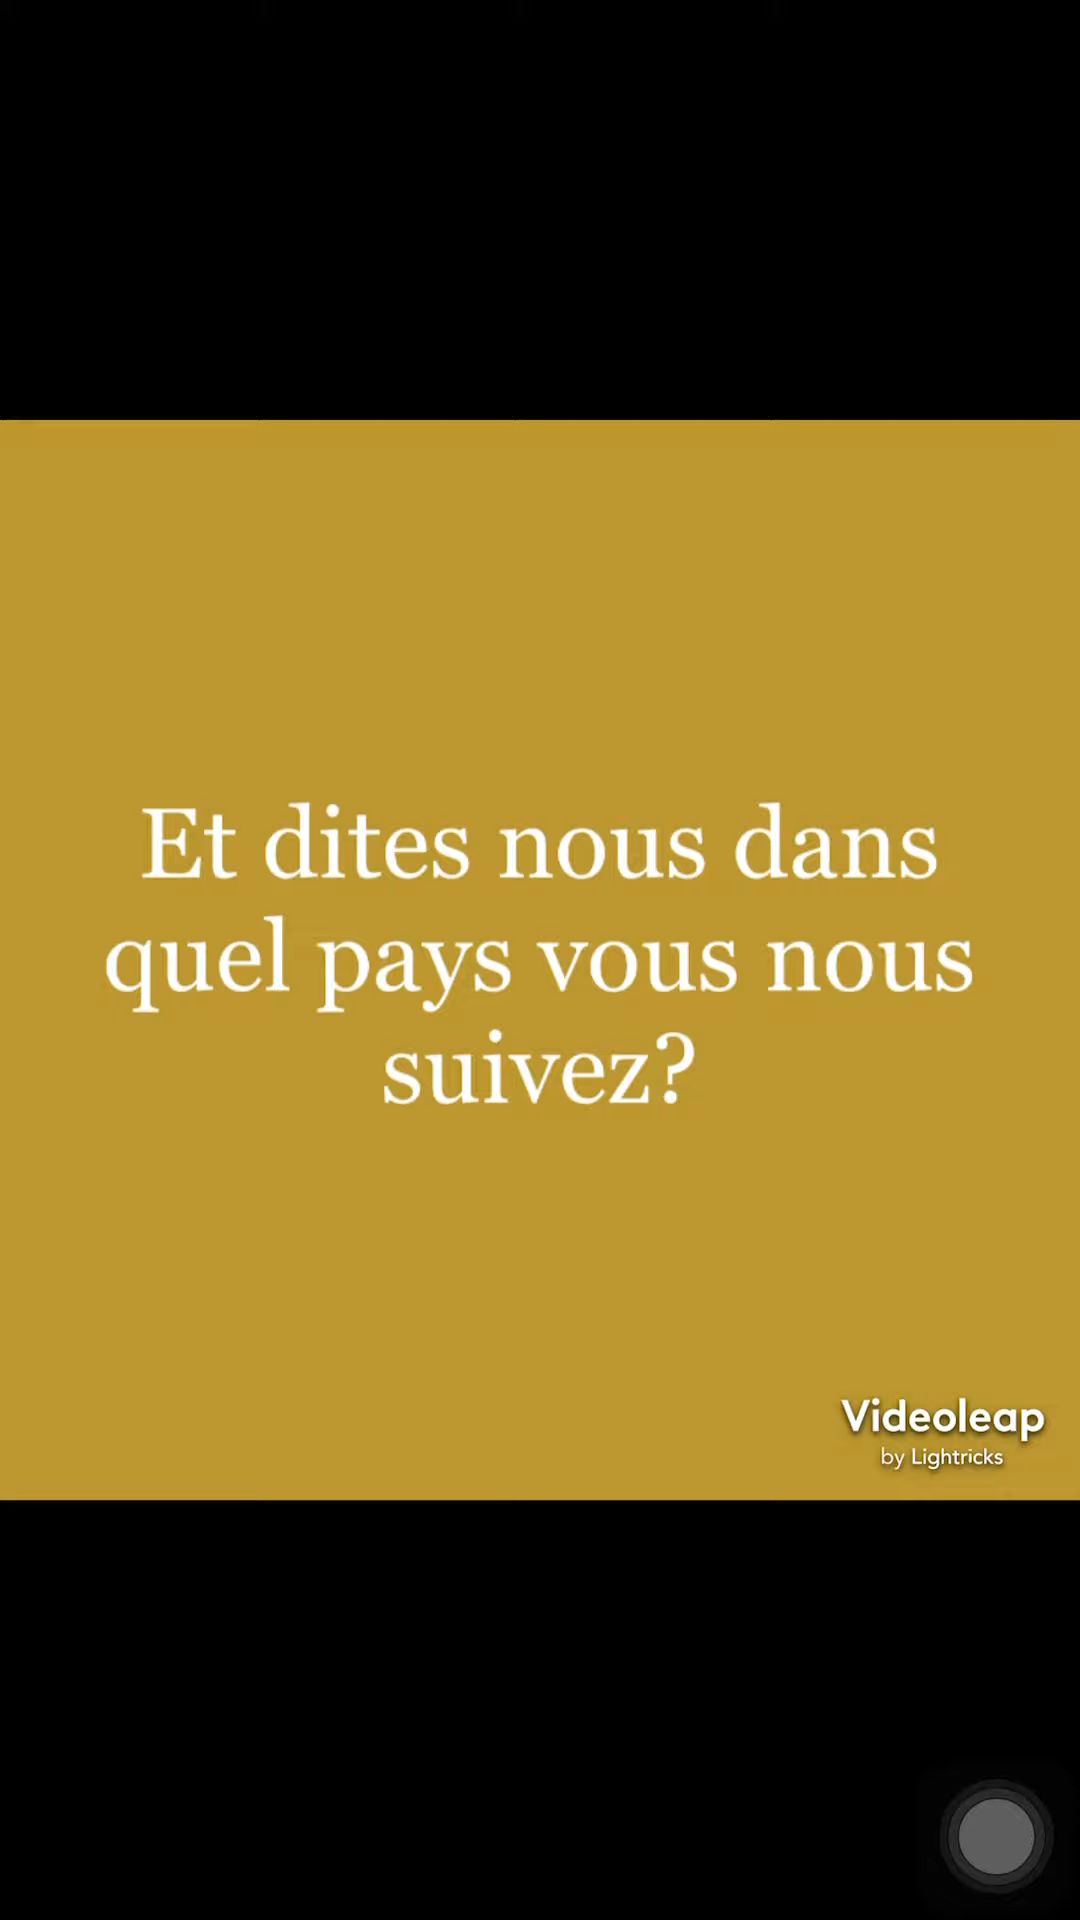 Et dites nous dans
quel pays vous nous
suivez?
Videoleap
by Lightricks